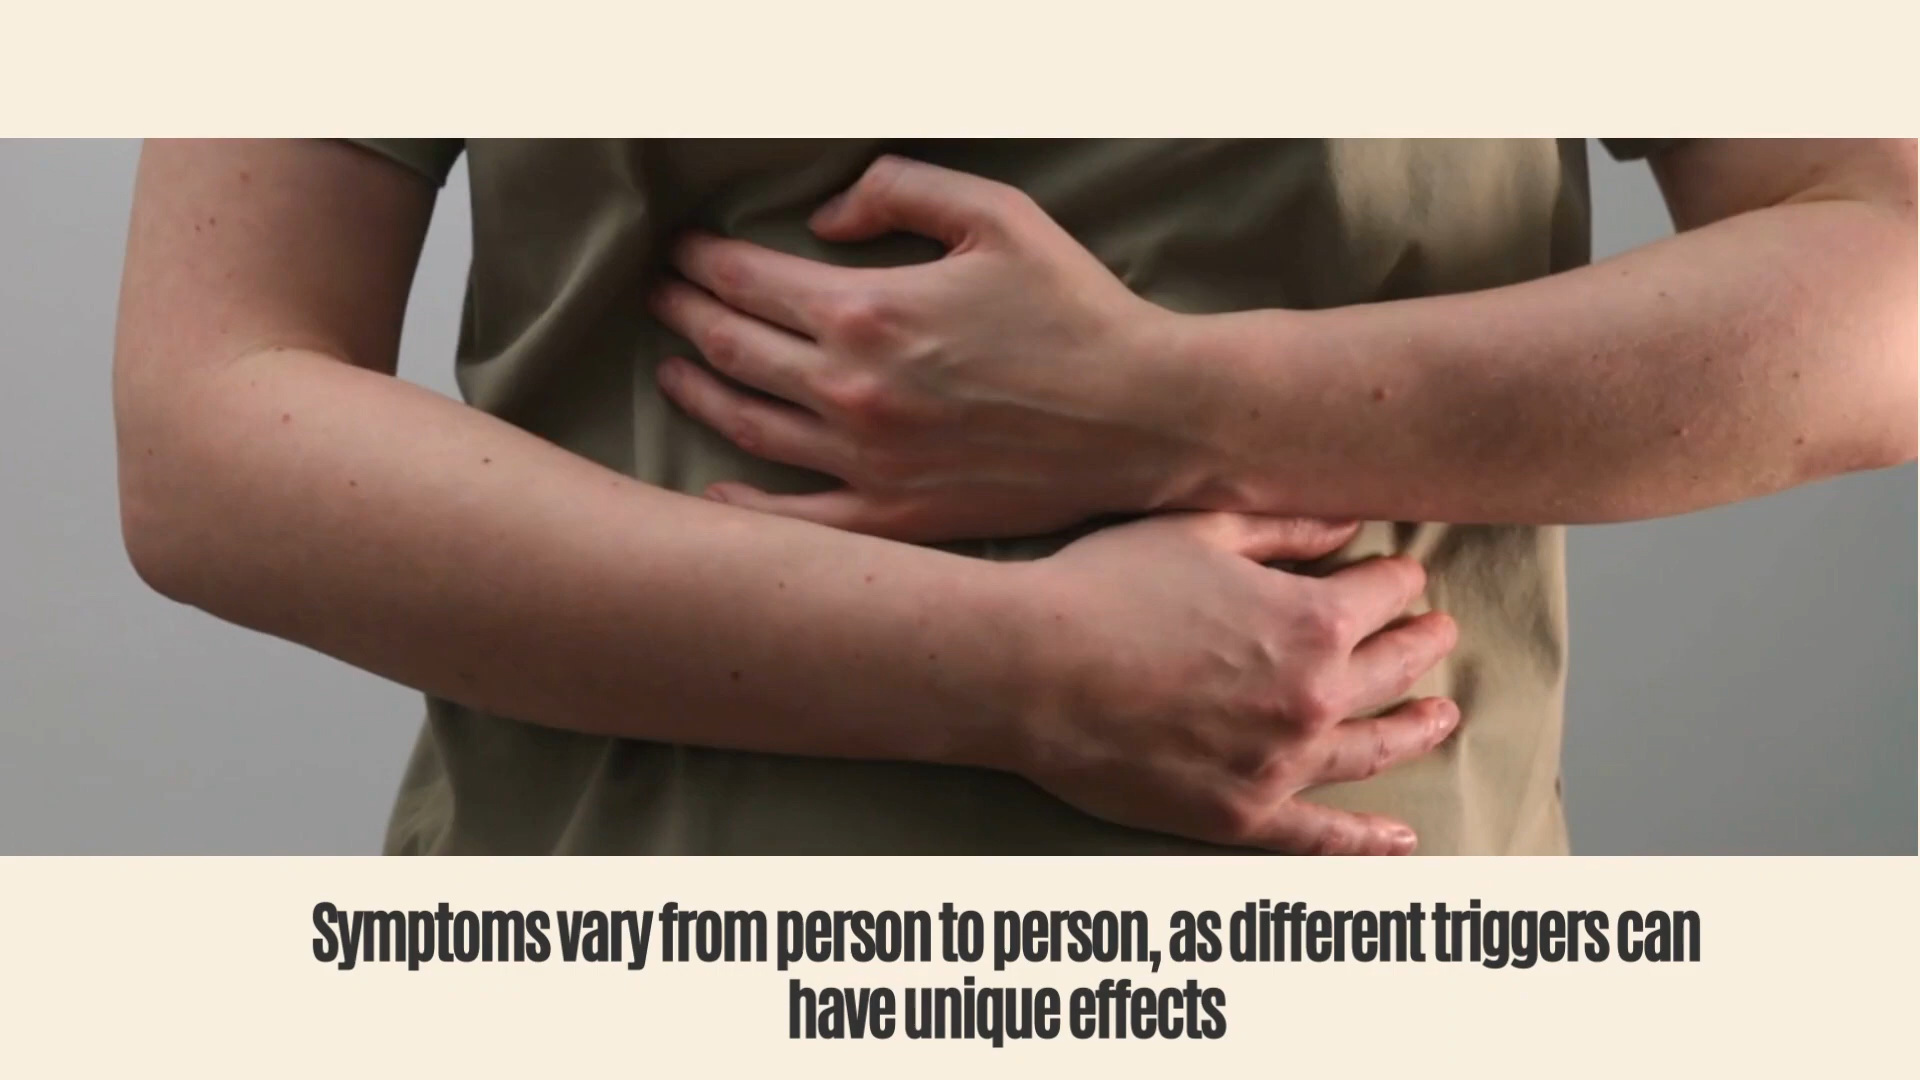 Symptoms vary from person to person, as different triggers can
have unique effects